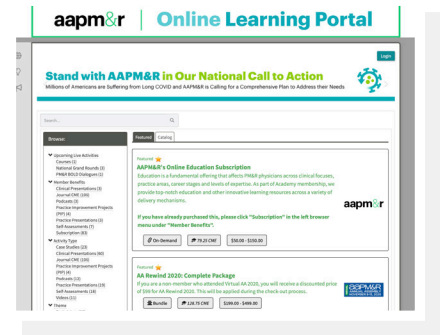 aapm&r | Online Learning Portal
Login
Stand with AAPM&R in Our National Call to Action
Millions of Americans are Suffering from Long COVID and AAPM&R is Calling for a Comprehensive Plan to Address their Needs
Search...
Browse:
Upcoming Live Activities
Courses (1)
National Grand Rounds (3)
PM&R BOLD Dialogues (1)
Member Benefits
Clinical Presentations (3)
Journal CME (100)
Podcasts (3)
Practice Improvement Projects
(PIP) (4)
Practice Presentations (2)
Self-Assessments (7)
Subscription (83)
Activity Type
Case Studies (23)
Clinical Presentations (60)
Journal CME (100)
Practice Improvement Projects
(PIP) (4)
Podcasts (12)
Practice Presentations (19)
Self-Assessments (14)
Videos (11)
Theme
Featured Catalog
Featured
AAPM&R's Online Education Subscription
Education is a fundamental offering that affects PM&R physicians across clinical focuses,
practice areas, career stages and levels of expertise. As part of Academy membership, we
provide top-notch education and other innovative learning resources across a variety of
delivery mechanisms.
If you have already purchased this, please click "Subscription" in the left browser
menu under "Member Benefits".
On Demand 79.25 CME $50.00 - $150.00
aapm&r
Featured
AA Rewind 2020: Complete Package
If you are a non-member who attended Virtual AA 2020, you will receive a discounted price
of $99 for AA Rewind 2020. This will be applied during the check-out process.
Bundle 128.75 CME $199.00 - $499.00
AAPM&R